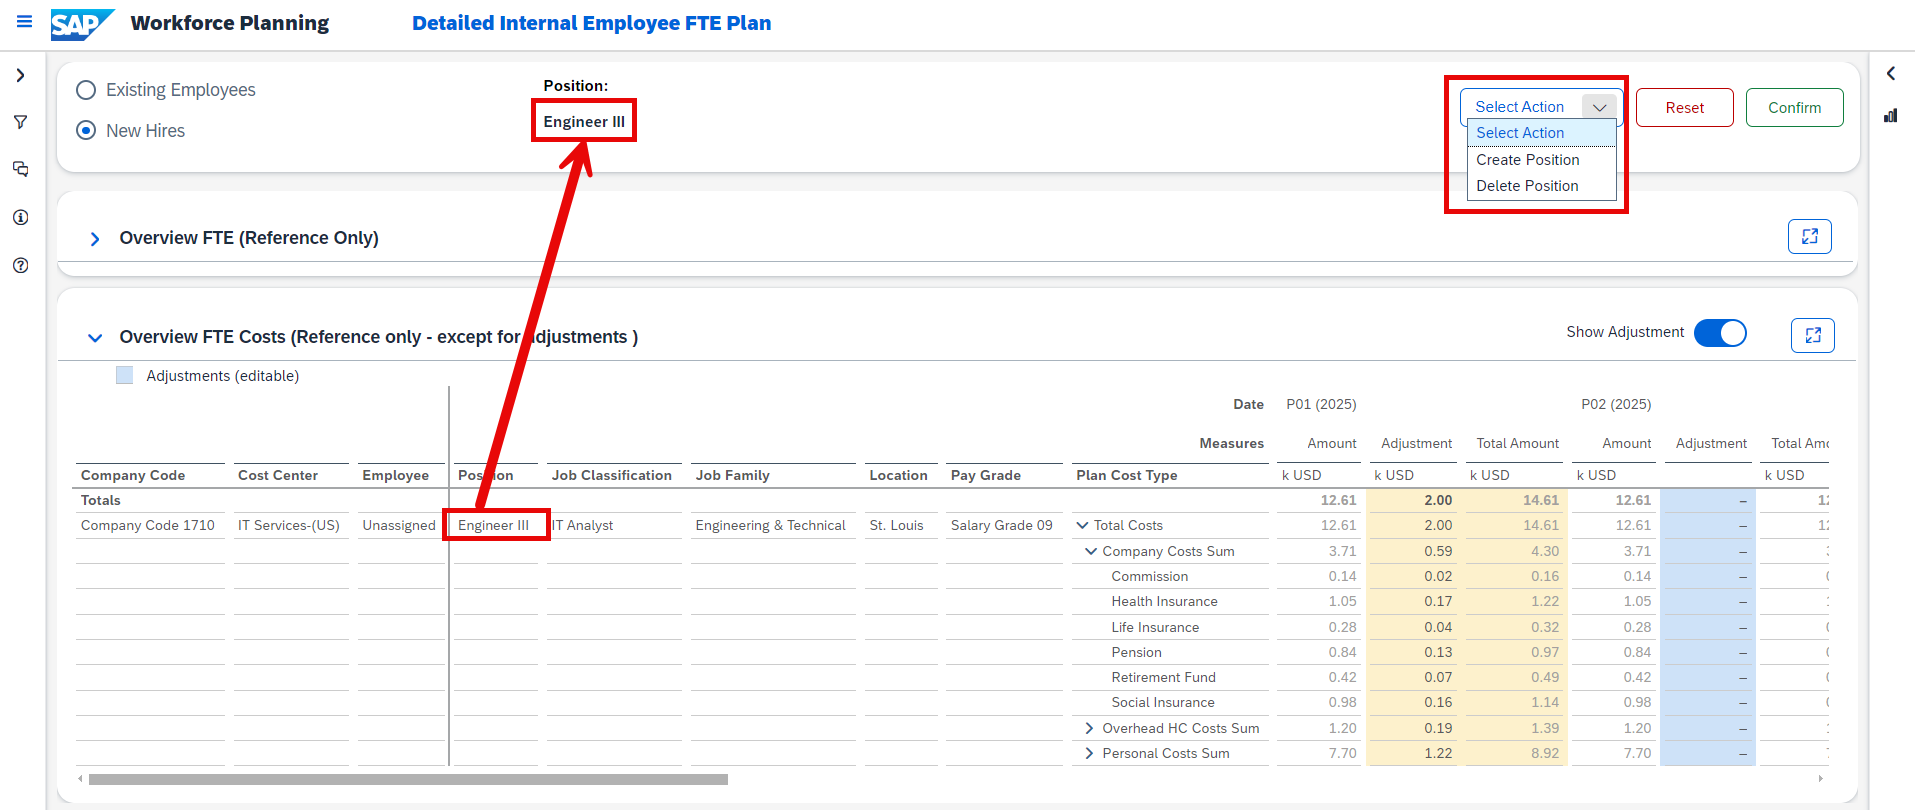 SAP Workforce Planning Detailed Internal Employee FTE Plan
Existing Employees
New Hires
Position:
Engineer III
Select Action
Select Action
Create Position
Delete Position
Reset
Confirm
Overview FTE (Reference Only)
Overview FTE Costs (Reference only - except for adjustments )
Show Adjustment
Adjustments (editable)
Date P01 (2025) P02 (2025)
Measures Amount Adjustment Total Amount Amount Adjustment Total Am
Company Code Cost Center Employee Position Job Classification Job Family Location Pay Grade Plan Cost Type k USD k USD k USD k USD k USD
Totals 12.61 2.00 14.61 12.61 –
Company Code 1710 IT Services-(US) Unassigned Engineer III IT Analyst Engineering & Technical St. Louis Salary Grade 09 Total Costs 12.61 2.00 14.61 12.61 –
Company Costs Sum 3.71 0.59 4.30 3.71 –
Commission 0.14 0.02 0.16 0.14 –
Health Insurance 1.05 0.17 1.22 1.05 –
Life Insurance 0.28 0.04 0.32 0.28 –
Pension 0.84 0.13 0.97 0.84 –
Retirement Fund 0.42 0.07 0.49 0.42 –
Social Insurance 0.98 0.16 1.14 0.98 –
Overhead HC Costs Sum 1.20 0.19 1.39 1.20 –
Personal Costs Sum 7.70 1.22 8.92 7.70 –